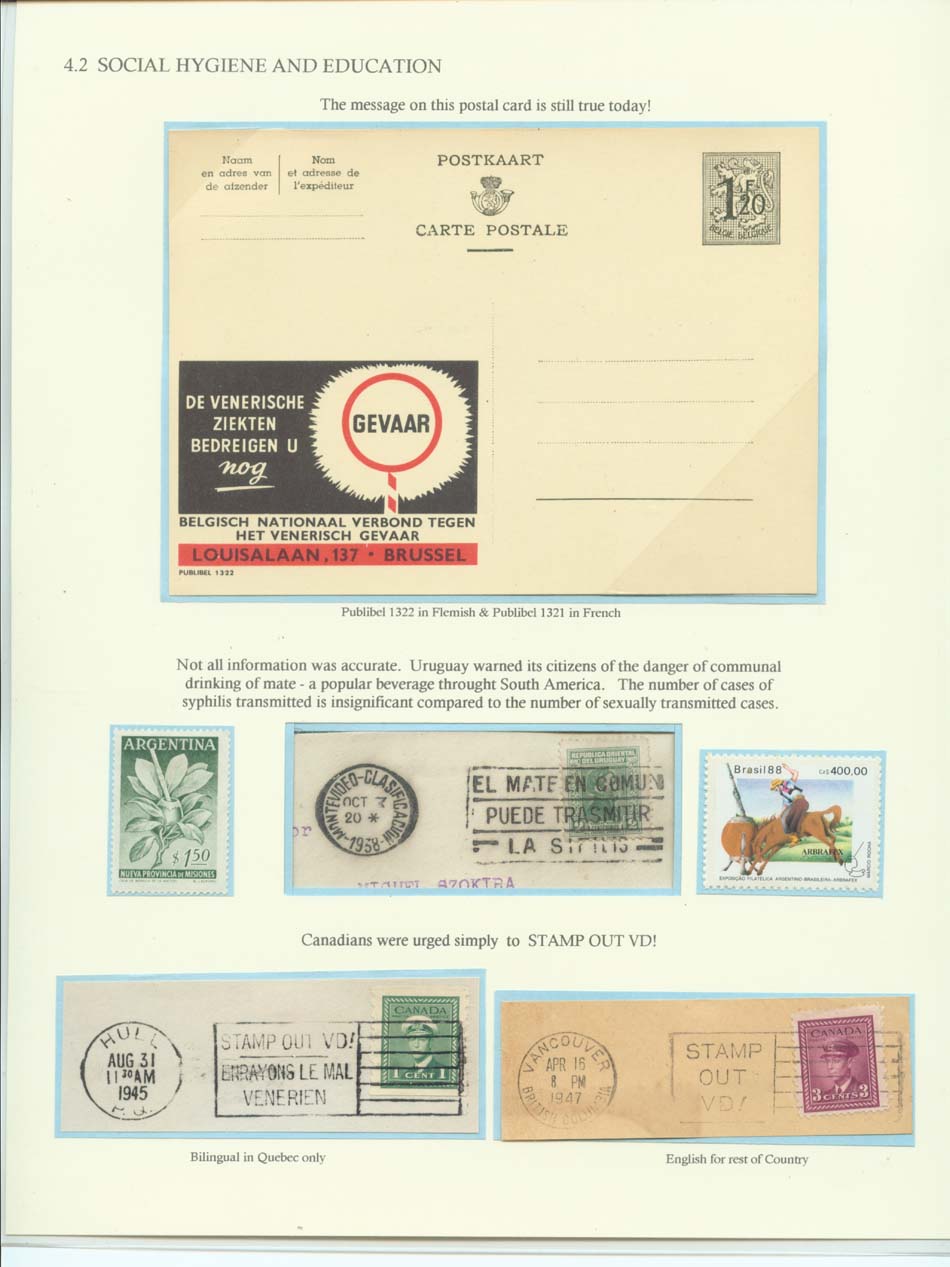 4.2 SOCIAL HYGIENE AND EDUCATION
The message on this postal card is still true today!
Naam
en adres van
de afzender
Nom
et adresse de
l'expéditeur
POSTKAART
CARTE POSTALE
1F20
BELGIE BELGIQUE
DE VENERISCHE
ZIEKTEN
BEDREIGEN U
nog
GEVAAR
BELGISCH NATIONAAL VERBOND TEGEN
HET VENERISCH GEVAAR
LOUISALAAN, 137 • BRUSSEL
PUBLIBEL 1322
Publibel 1322 in Flemish & Publibel 1321 in French
Not all information was accurate. Uruguay warned its citizens of the danger of communal
drinking of mate - a popular beverage throught South America. The number of cases of
syphilis transmitted is insignificant compared to the number of sexually transmitted cases.
ARGENTINA
$ 1.50
NUEVA PROVINCIA DE MISIONES
MONTEVIDEO-CLASIFICACION
OCT 7
20 *
1938
REPUBLICA ORIENTAL
DEL URUGUAY
EL MATE EN COMUN
PUEDE TRASMITIR
LA SIFILIS
or
MIGUEL SZOKTRA
Brasil 88 Cz$ 400,00
ARBRAFEX
EXPOSIÇÃO FILATÉLICA ARGENTINO-BRASILEIRA-ARBRAFEX
MARCIO ROCHA
Canadians were urged simply to STAMP OUT VD!
HULL
AUG 31
11 30 AM
1945
P.Q.
STAMP OUT VD!
ENRAYONS LE MAL
VENERIEN
CANADA
1 CENT 1
VANCOUVER
APR 16
8 PM
1947
BRITISH COLUMBIA
STAMP
OUT
VD!
CANADA
3 CENTS 3
Bilingual in Quebec only
English for rest of Country